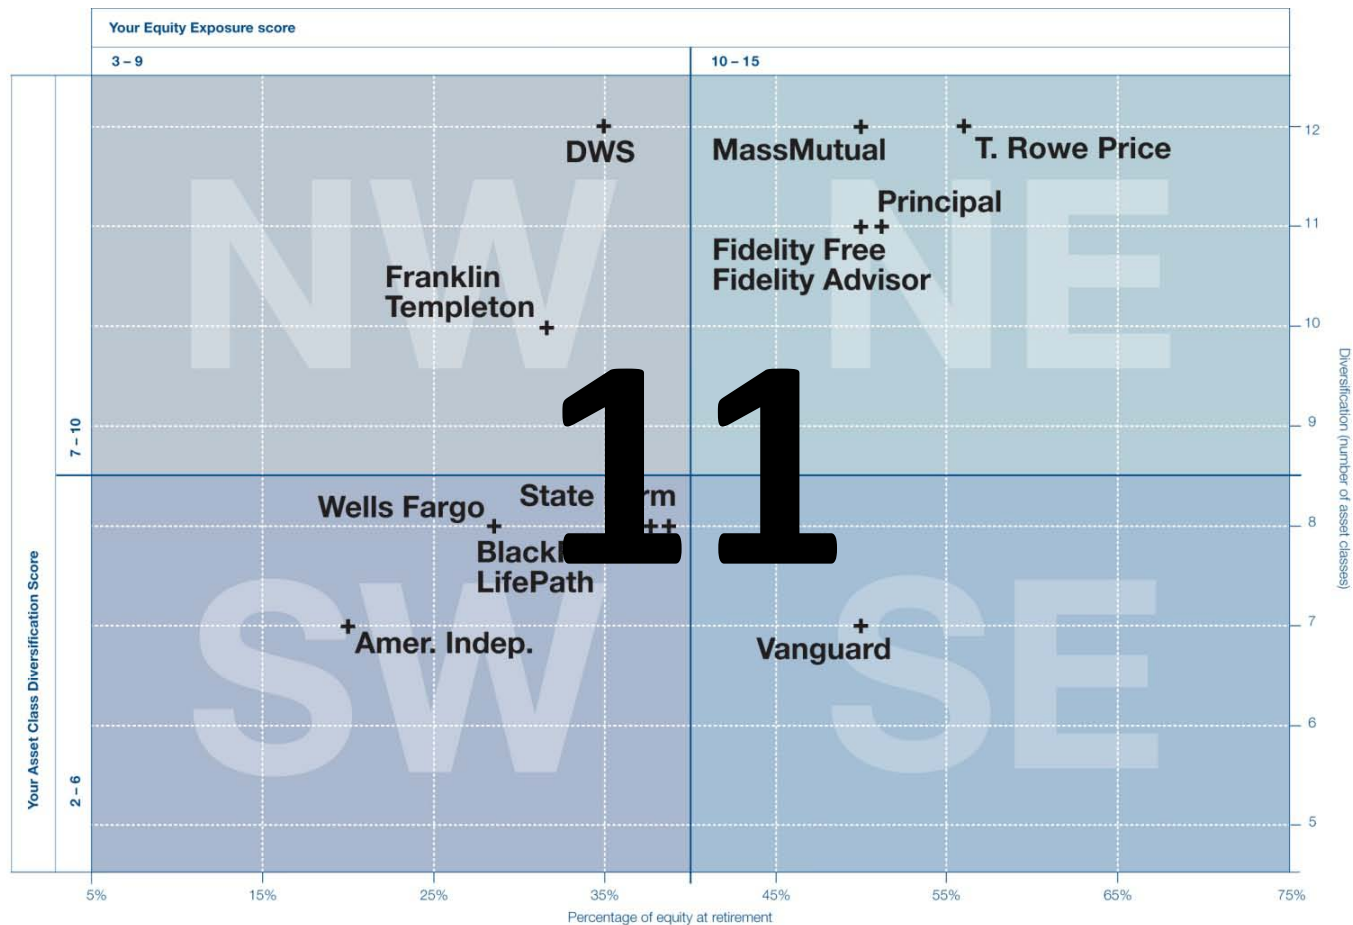 Your Equity Exposure score
3 – 9
10 – 15
DWS
MassMutual
T. Rowe Price
12
NW
NE
Principal
11
Fidelity Free
Fidelity Advisor
Franklin
Templeton
10
11
9
7 – 10
Wells Fargo
State
8
LifePath
SW
SE
Amer. Indep.
Vanguard
7
6
5
2 – 6
Your Asset Class Diversification Score
Diversification (number of asset classes)
5%
15%
25%
35%
45%
55%
65%
75%
Percentage of equity at retirement